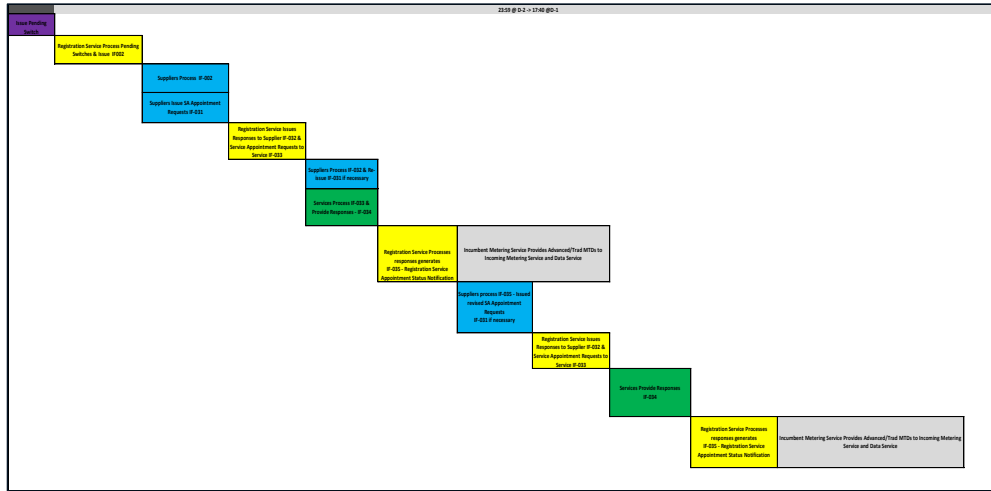 23:59 @ D-2 -> 17:40 @D-1
Issue Pending
Switch
Registration Service Process Pending
Switches & Issue IF002
Suppliers Process IF-002
Suppliers Issue SA Appointment
Requests IF-031
Registration Service Issues
Responses to Supplier IF-032 &
Service Appointment Requests to
Service IF-033
Suppliers Process IF-032 & Re-
issue IF-031 if necessary
Services Process IF-033 &
Provide Responses - IF-034
Registration Service Processes
responses generates
IF-035 - Registration Service
Appointment Status Notification
Incumbent Metering Service Provides Advanced/Trad MTDs to
Incoming Metering Service and Data Service
Suppliers process IF-035 - Issued
revised SA Appointment
Requests
IF-031 if necessary
Registration Service Issues
Responses to Supplier IF-032 &
Service Appointment Requests to
Service IF-033
Services Provide Responses
IF-034
Registration Service Processes
responses generates
IF-035 - Registration Service
Appointment Status Notification
Incumbent Metering Service Provides Advanced/Trad MTDs to Incoming Metering
Service and Data Service